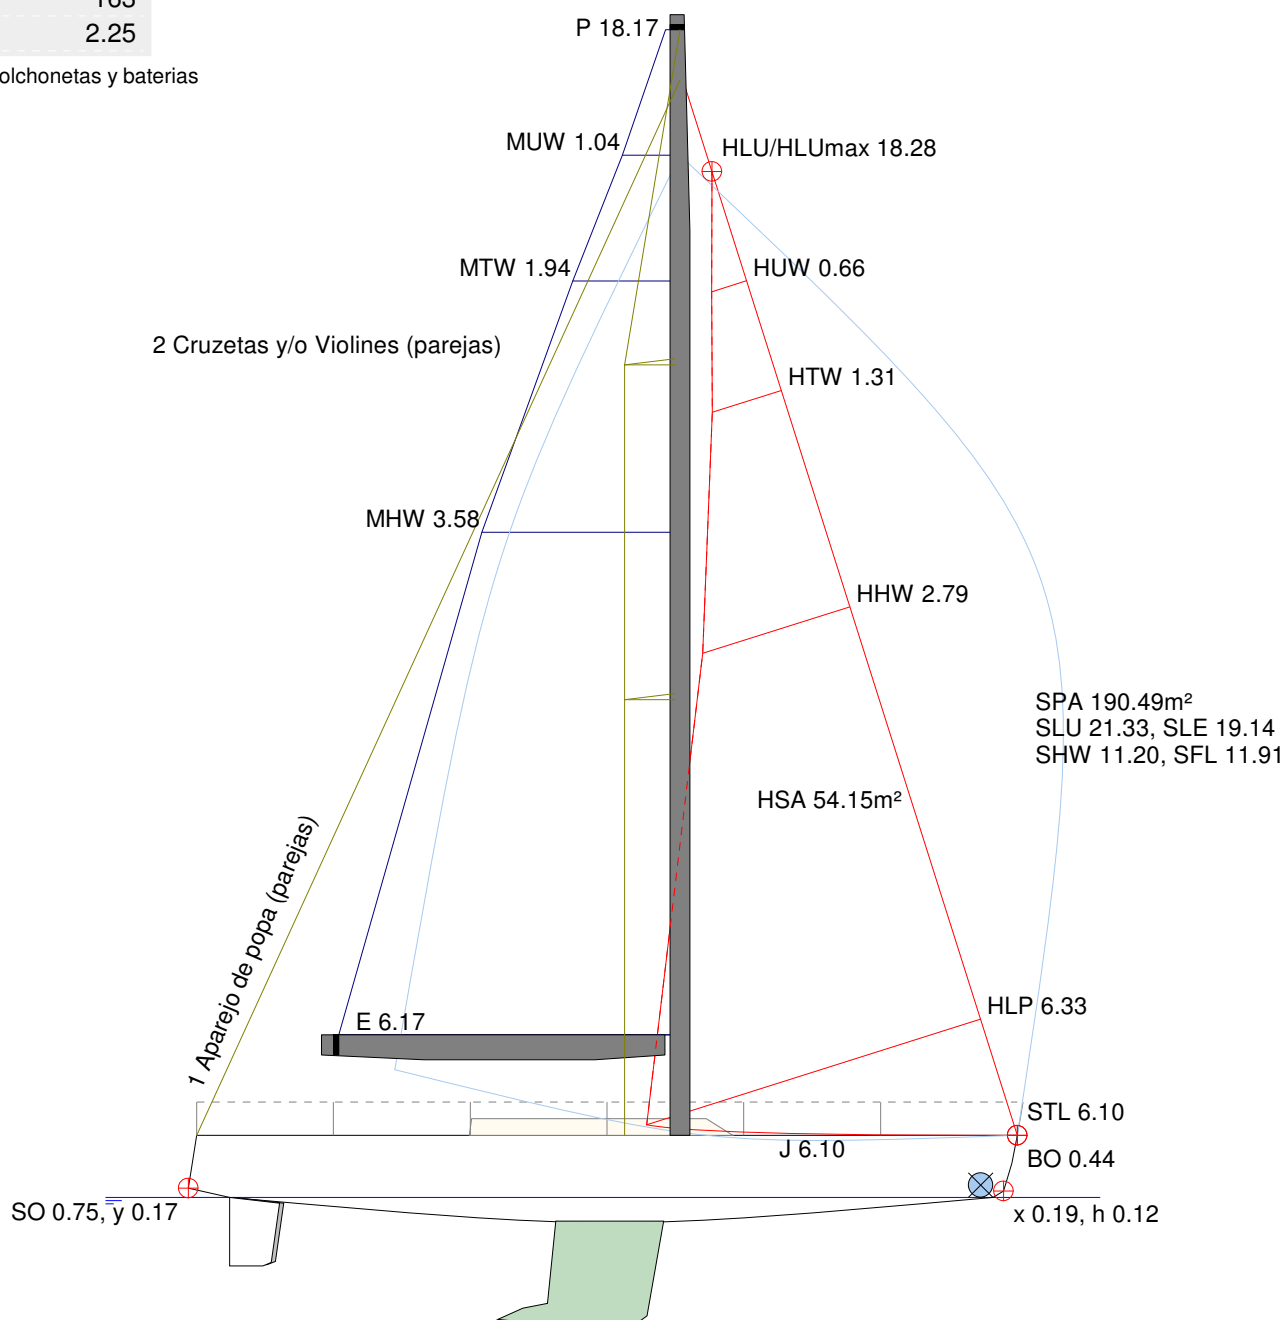 2.25
olchonetas y baterias
P 18.17
MUW 1.04
HLU/HLUmax 18.28
MTW 1.94
HUW 0.66
2 Cruzetas y/o Violines (parejas)
HTW 1.31
MHW 3.58
HHW 2.79
SPA 190.49m²
SLU 21.33, SLE 19.14
SHW 11.20, SFL 11.91
HSA 54.15m²
1 Aparejo de popa (parejas)
E 6.17
HLP 6.33
STL 6.10
J 6.10
BO 0.44
SO 0.75, y 0.17
x 0.19, h 0.12